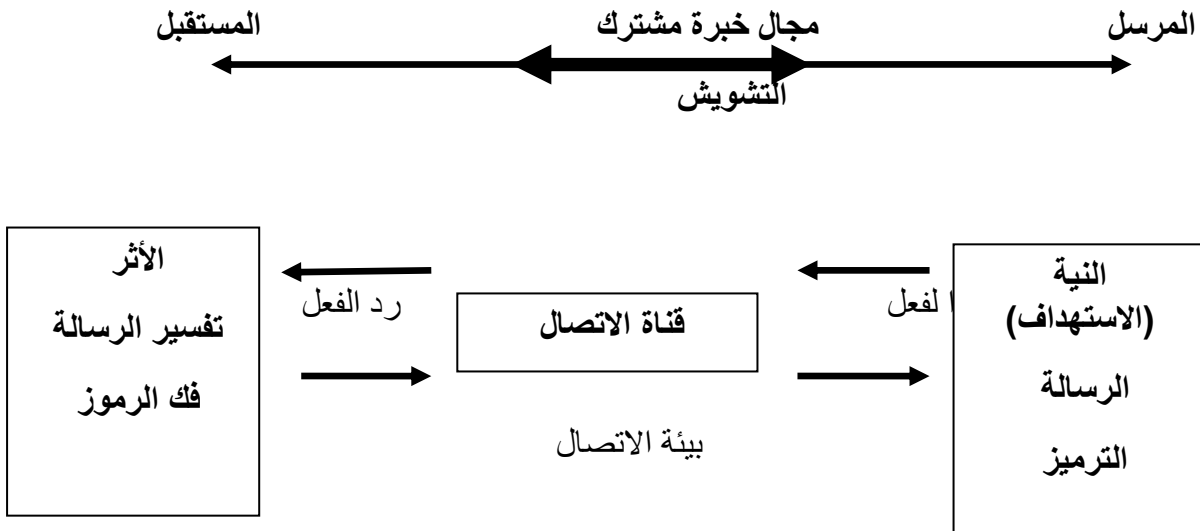 المرسل
مجال خبرة مشترك
المستقبل
التشويش
النية
(الاستهداف)
الرسالة
الترميز
ا لفعل
قناة الاتصال
رد الفعل
الأثر
تفسير الرسالة
فك الرموز
بيئة الاتصال